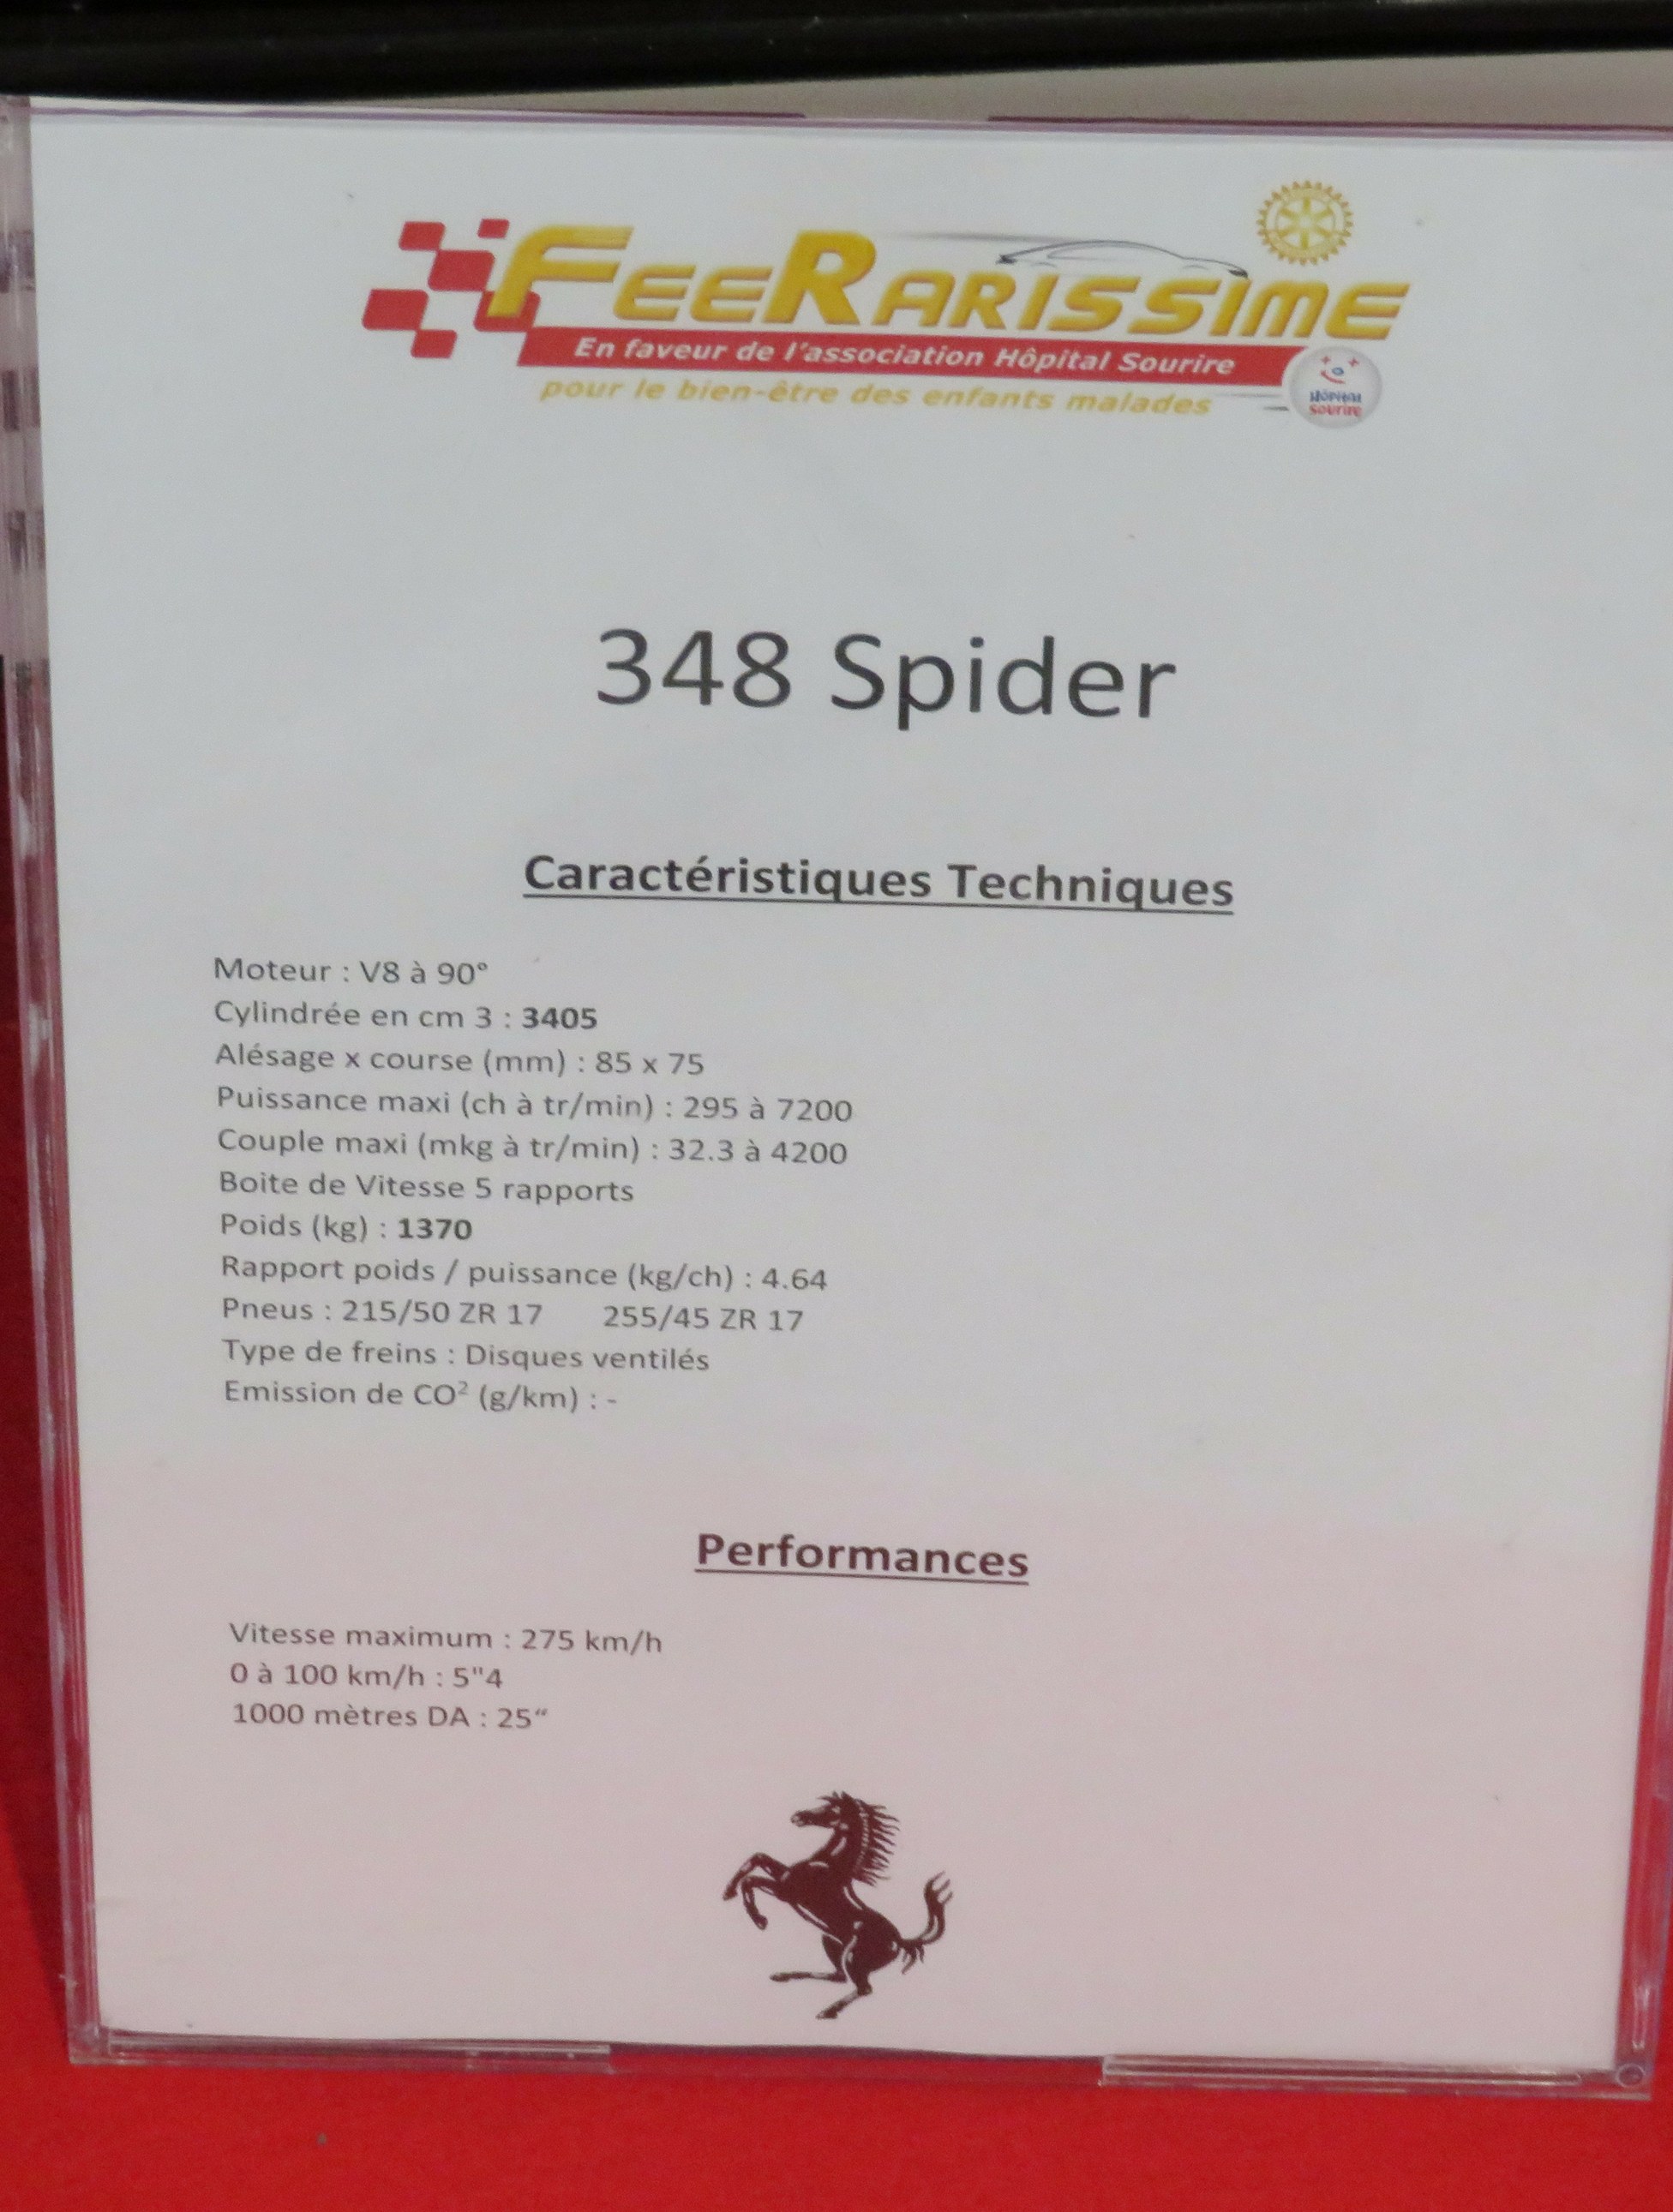 FEERARISSIME
En faveur de l'association Hôpital Sourire
pour le bien-être des enfants malades
Hôpital
Sourire
348 Spider
Caractéristiques Techniques
Moteur : V8 à 90°
Cylindrée en cm 3 : 3405
Alésage x course (mm) : 85 x 75
Puissance maxi (ch à tr/min) : 295 à 7200
Couple maxi (mkg à tr/min) : 32.3 à 4200
Boite de Vitesse 5 rapports
Poids (kg) : 1370
Rapport poids / puissance (kg/ch) : 4.64
Pneus : 215/50 ZR 17 255/45 ZR 17
Type de freins : Disques ventilés
Emission de CO² (g/km) : -
Performances
Vitesse maximum : 275 km/h
0 à 100 km/h : 5"4
1000 mètres DA : 25“